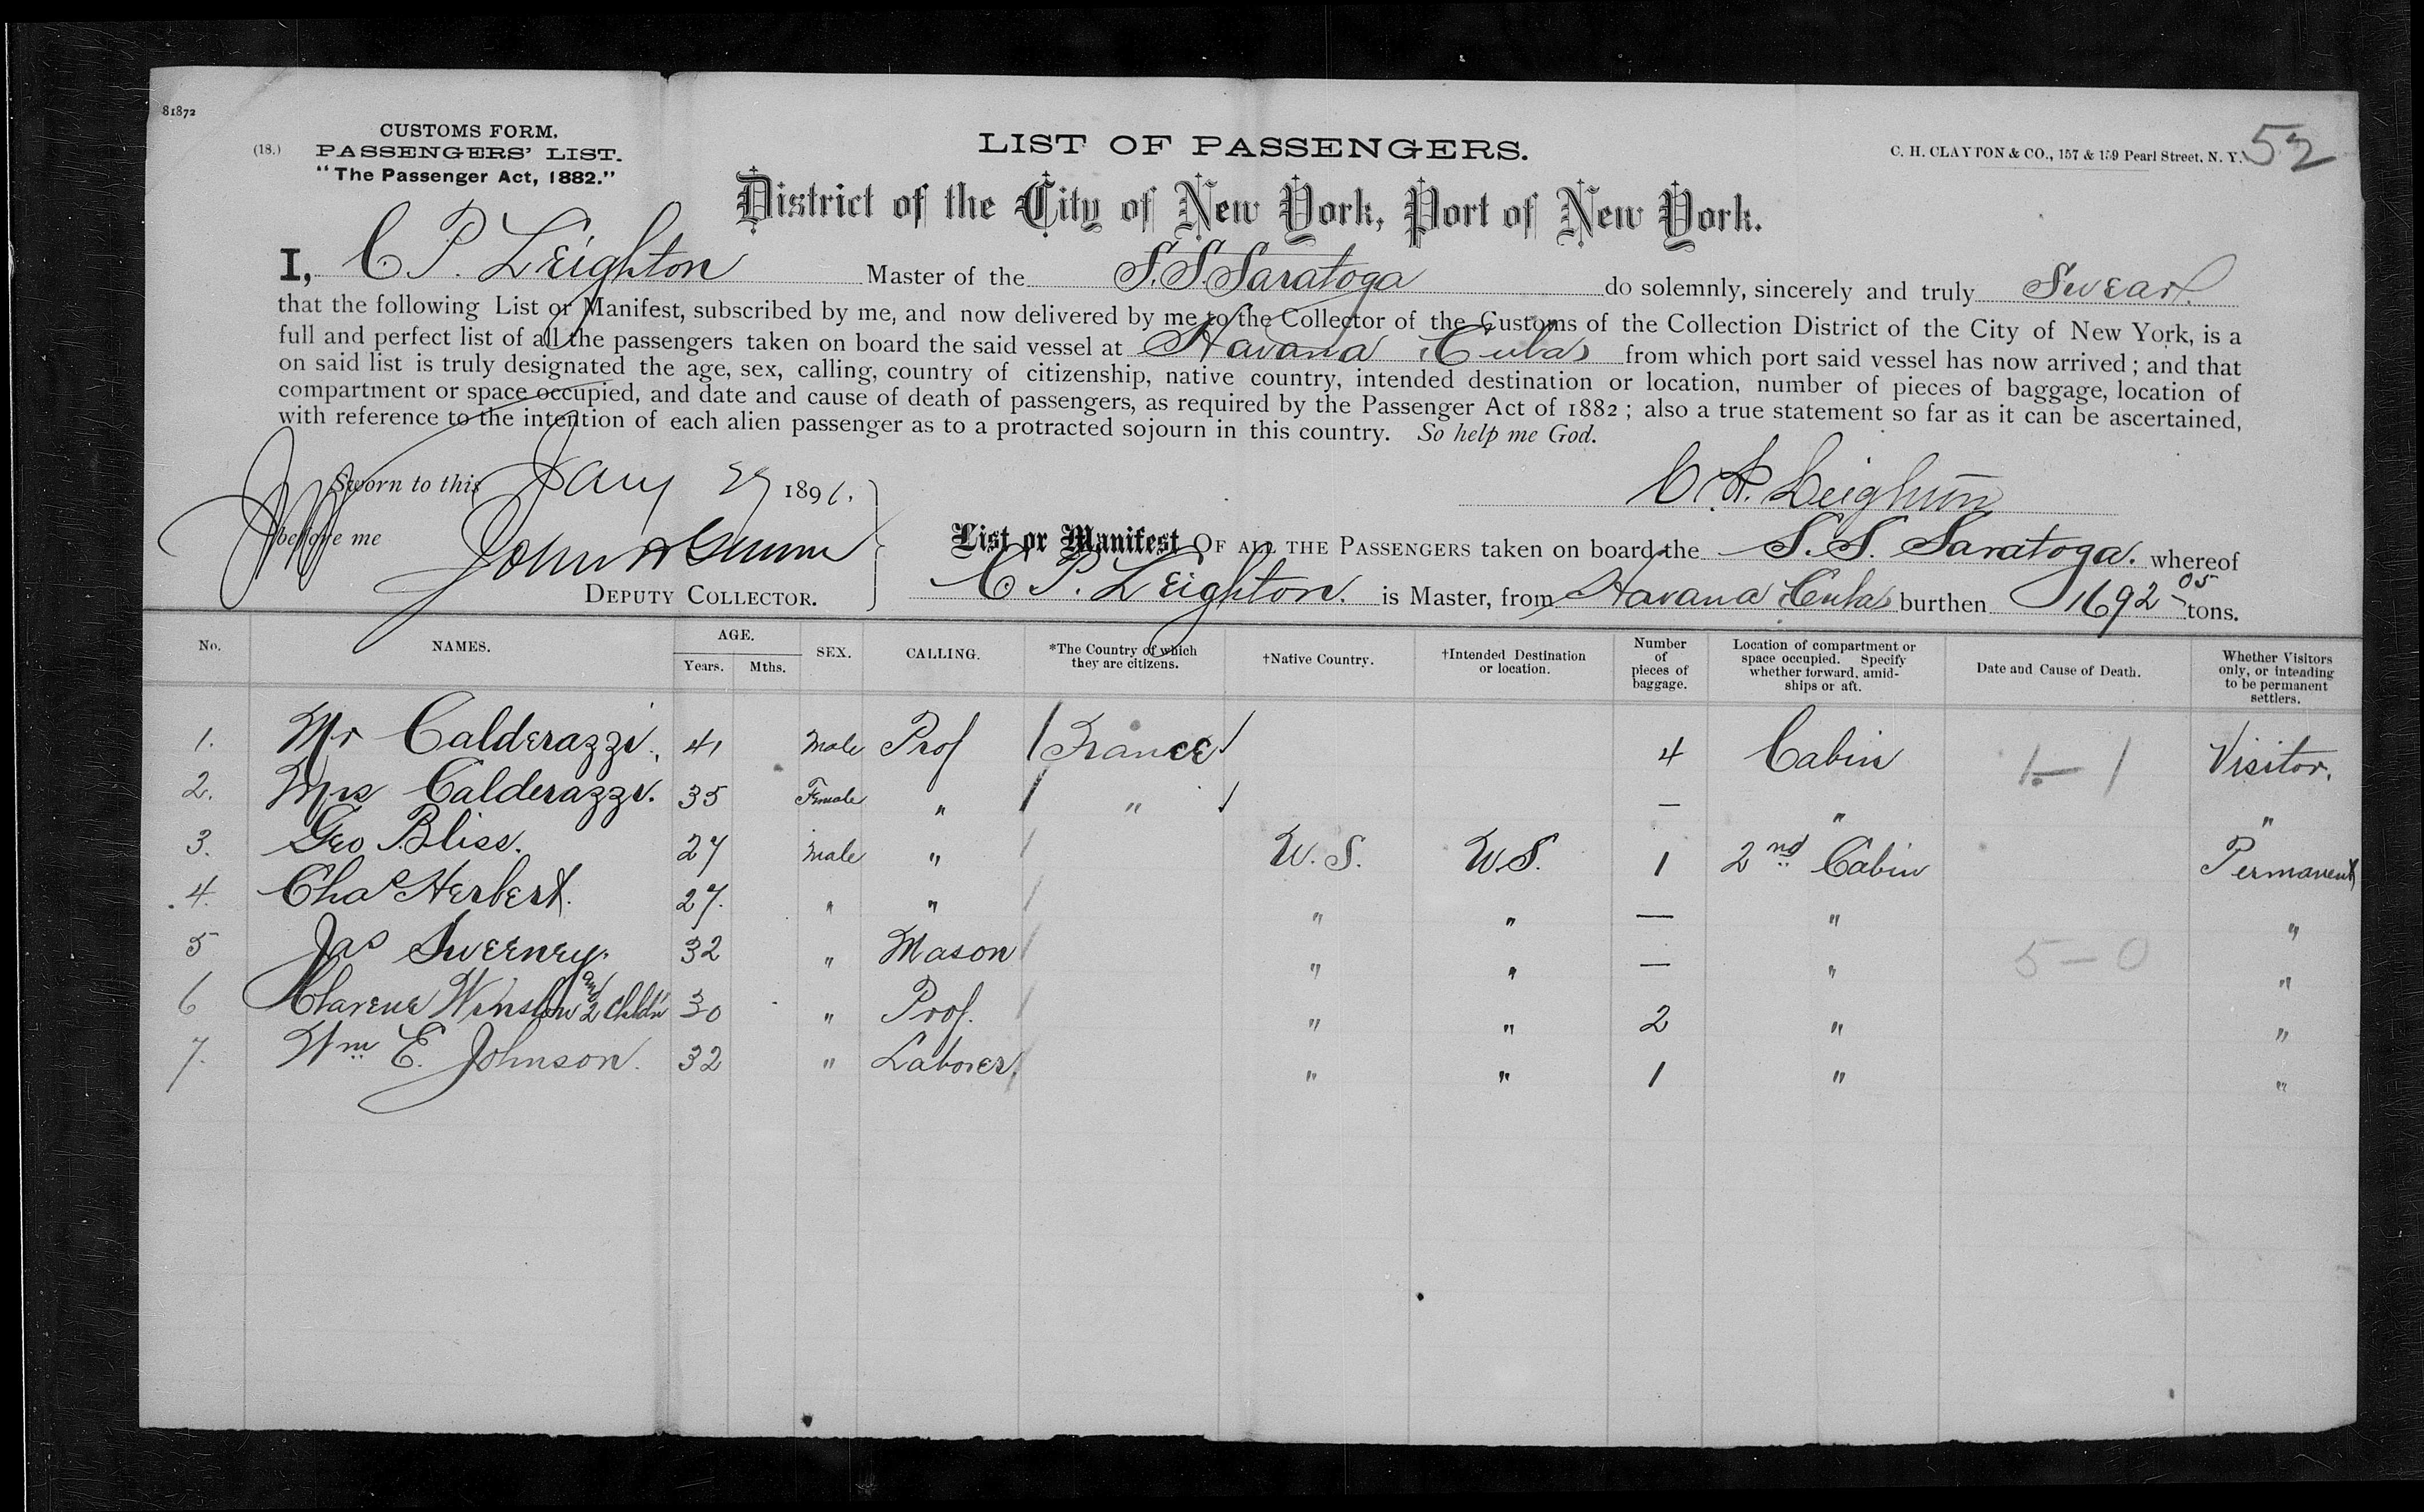 81872
CUSTOMS FORM.
(18.) PASSENGERS' LIST.
"The Passenger Act, 1882."
LIST OF PASSENGERS.
C. H. CLAYTON & CO., 157 & 159 Pearl Street, N. Y.
52
District of the City of New York, Port of New York.
I, C P. Leighton Master of the S.S. Saratoga do solemnly, sincerely and truly Swear
that the following List or Manifest, subscribed by me, and now delivered by me to the Collector of the Customs of the Collection District of the City of New York, is a
full and perfect list of all the passengers taken on board the said vessel at Havana Cuba from which port said vessel has now arrived; and that
on said list is truly designated the age, sex, calling, country of citizenship, native country, intended destination or location, number of pieces of baggage, location of
compartment or space occupied, and date and cause of death of passengers, as required by the Passenger Act of 1882; also a true statement so far as it can be ascertained,
with reference to the intention of each alien passenger as to a protracted sojourn in this country. So help me God.
Sworn to this Jany 27 1891.
C. P. Leighton
before me John A Gunn
DEPUTY COLLECTOR.
List or Manifest OF ALL THE PASSENGERS taken on board the S.S. Saratoga. whereof
C P. Leighton. is Master, from Havana Cuba burthen 1692 05 tons.
No. NAMES. AGE. Years. Mths. SEX. CALLING. *The Country of which they are citizens. †Native Country. †Intended Destination or location. Number of pieces of baggage. Location of compartment or space occupied. Specify whether forward, amidships or aft. Date and Cause of Death. Whether Visitors only, or intending to be permanent settlers.
1. Mr Calderazzi. 41 Male Prof / France / 4 Cabin 1 — 1 Visitor.
2. Mrs Calderazzi. 35 Female " / " / — " "
3. Geo Bliss. 27 Male " / U.S. U.S. 1 2nd Cabin Permanent
4. Chas Herbert. 27. " " / " " — " "
5 Jas Sweeney. 32 " Mason / " " — " 5 — 0 "
6 Winslow and 2 Childn 30 " Prof. / " " 2 " "
7. Wm E. Johnson. 32 " Laborer. / " " 1 " "